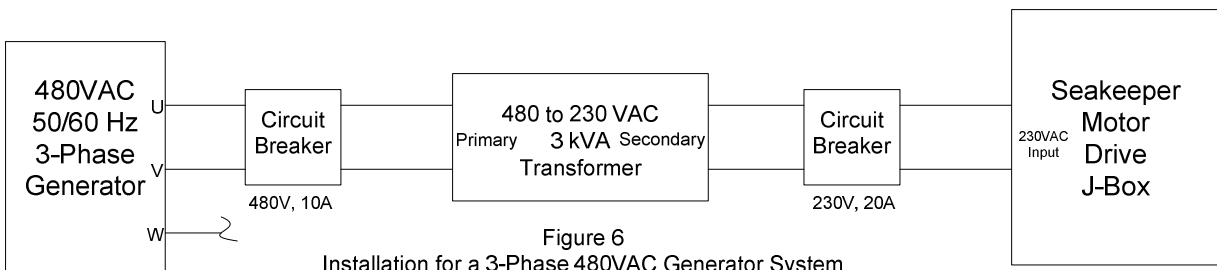 480VAC
50/60 Hz
3-Phase
Generator
U
V
W
Circuit
Breaker
480V, 10A
480 to 230 VAC
Primary 3 kVA Secondary
Transformer
Circuit
Breaker
230V, 20A
230VAC
Input
Seakeeper
Motor
Drive
J-Box
Figure 6
Installation for a 3-Phase 480VAC Generator System